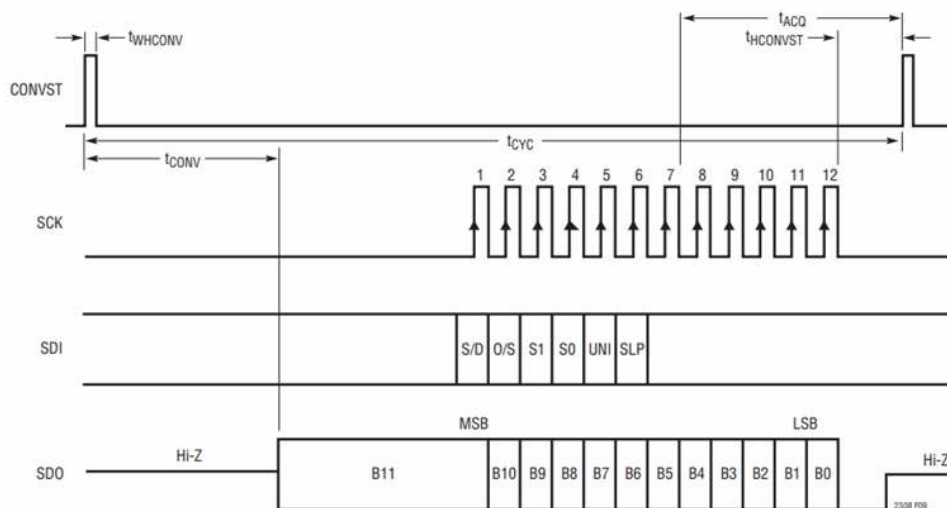 tACQ
tWHCONV
tHCONVST
CONVST
tCYC
tCONV
1 2 3 4 5 6 7 8 9 10 11 12
SCK
SDI
S/D O/S S1 S0 UNI SLP
MSB LSB
Hi-Z Hi-Z
SDO
B11 B10 B9 B8 B7 B6 B5 B4 B3 B2 B1 B0
2308 F09